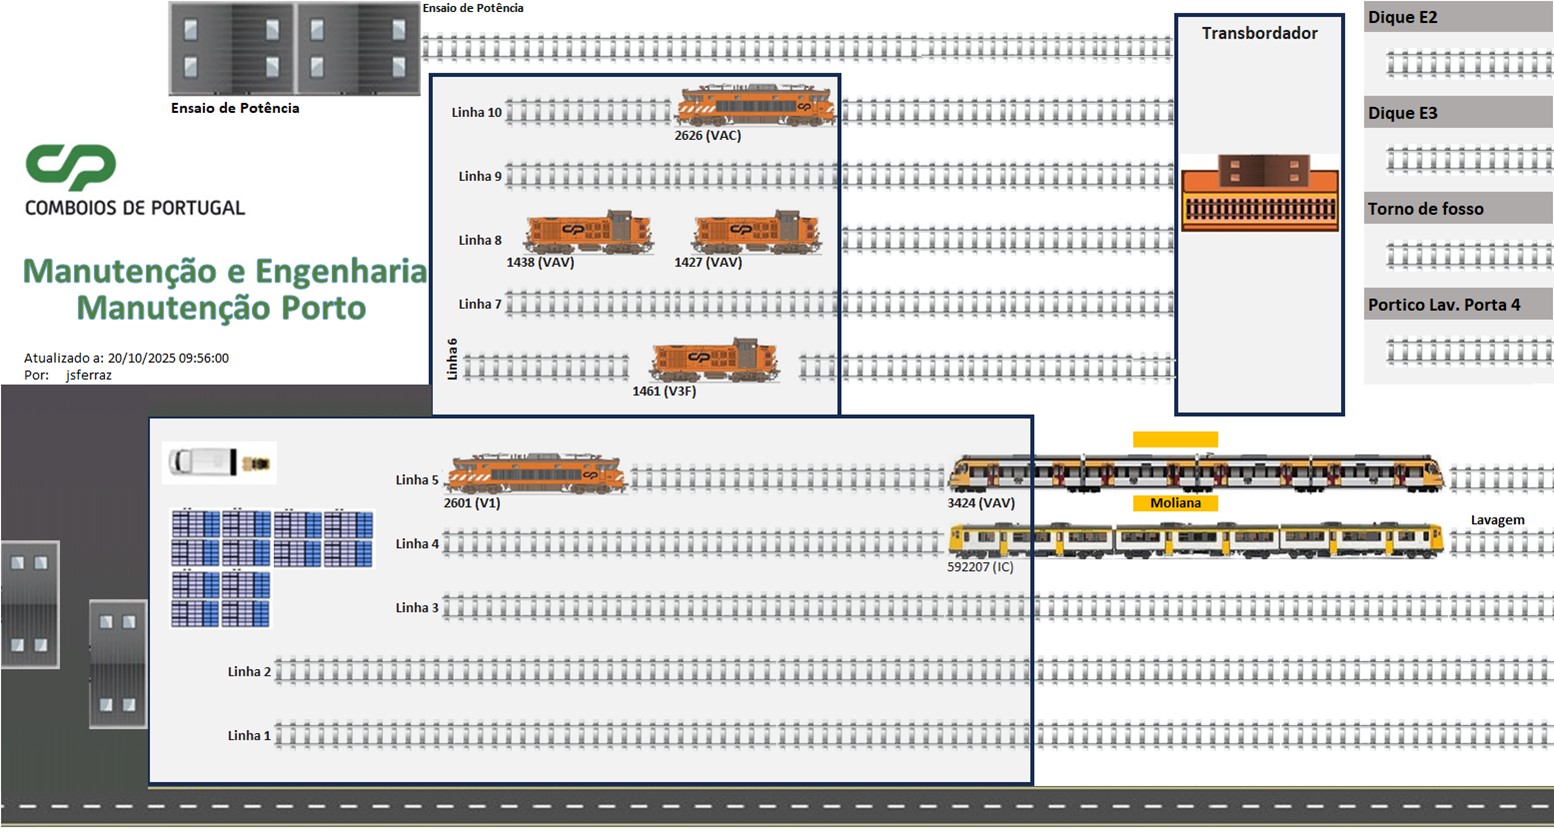 Ensaio de Potência
Ensaio de Potência
CP
COMBOIOS DE PORTUGAL
Manutenção e Engenharia
Manutenção Porto
Atualizado a: 20/10/2025 09:56:00
Por: jsferraz
Linha 10
2626 (VAC)
Linha 9
Linha 8
1438 (VAV) 1427 (VAV)
Linha 7
Linha 6
1461 (V3F)
Transbordador
Dique E2
Dique E3
Torno de fosso
Portico Lav. Porta 4
Linha 5
2601 (V1) 3424 (VAV) Moliana
Linha 4
Lavagem
592207 (IC)
Linha 3
Linha 2
Linha 1